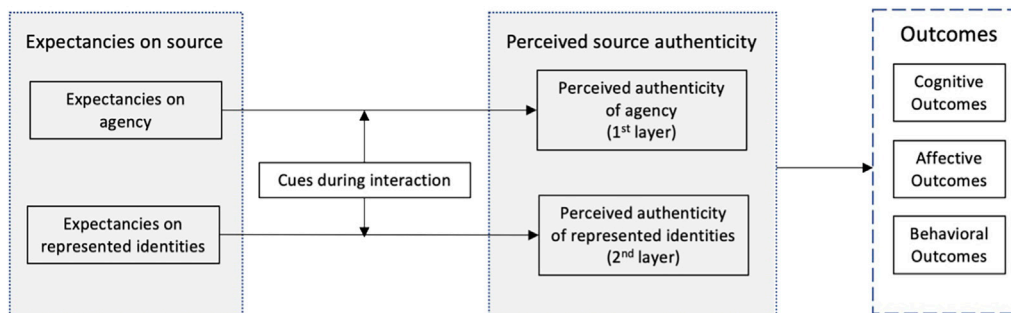 Expectancies on source
Expectancies on
agency
Expectancies on
represented identities
Cues during interaction
Perceived source authenticity
Perceived authenticity
of agency
(1st layer)
Perceived authenticity
of represented identities
(2nd layer)
Outcomes
Cognitive
Outcomes
Affective
Outcomes
Behavioral
Outcomes